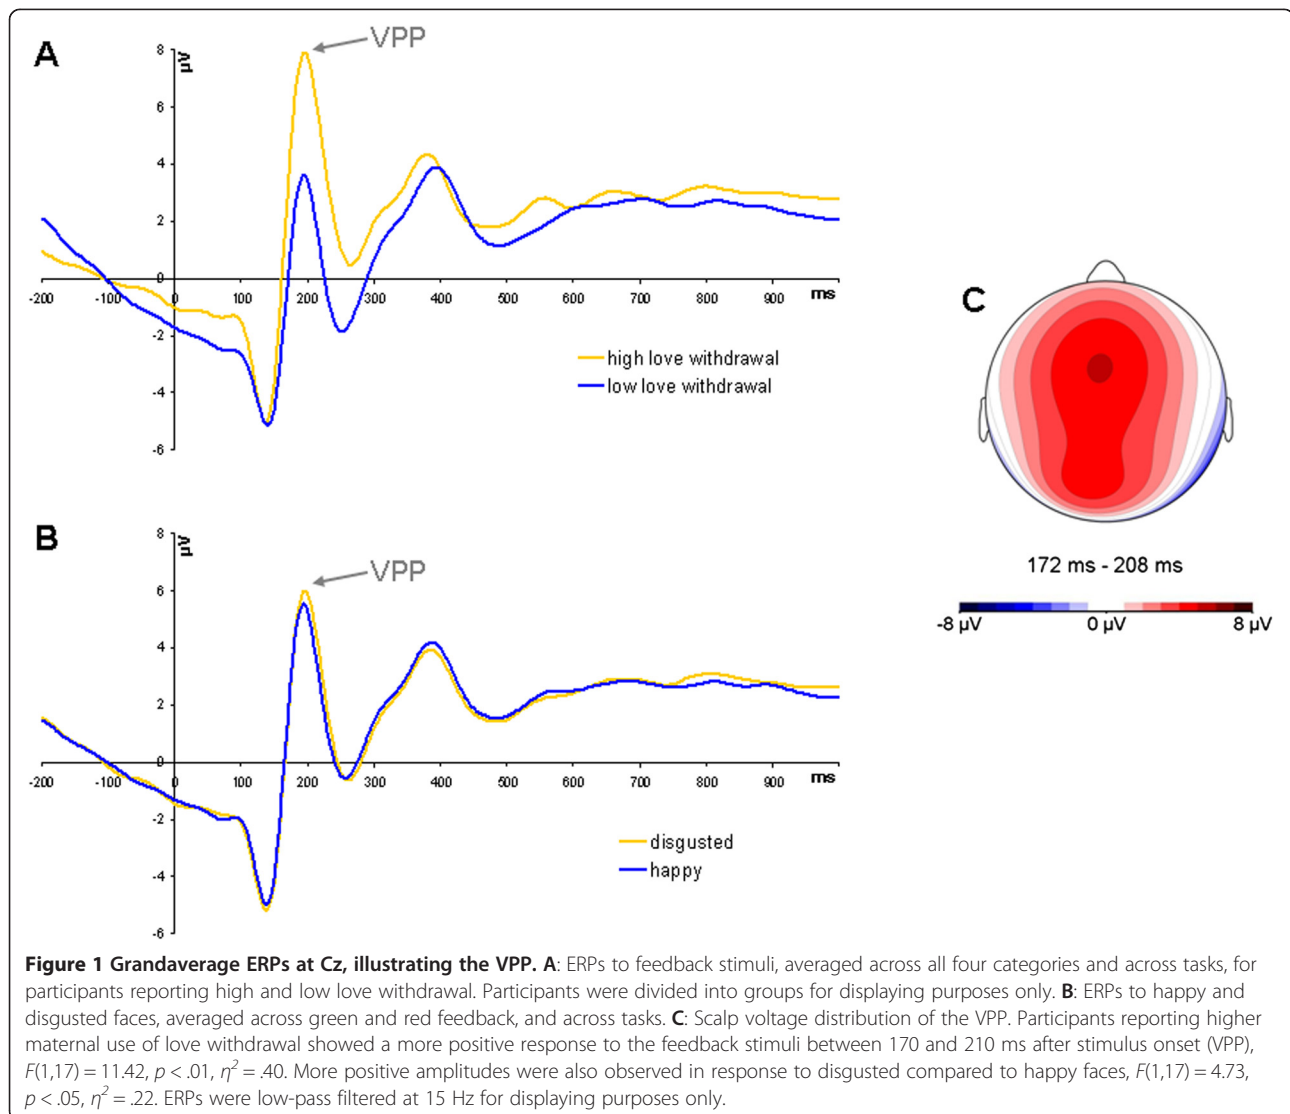 A
VPP
8
µV
6
4
2
0
-200 -100 0 100 200 300 400 500 600 700 800 900 ms
-2
-4
-6
high love withdrawal
low love withdrawal
C
172 ms - 208 ms
-8 µV 0 µV 8 µV
B
VPP
8
µV
6
4
2
0
-200 -100 0 100 200 300 400 500 600 700 800 900 ms
-2
-4
-6
disgusted
happy
Figure 1 Grandaverage ERPs at Cz, illustrating the VPP. A: ERPs to feedback stimuli, averaged across all four categories and across tasks, for
participants reporting high and low love withdrawal. Participants were divided into groups for displaying purposes only. B: ERPs to happy and
disgusted faces, averaged across green and red feedback, and across tasks. C: Scalp voltage distribution of the VPP. Participants reporting higher
maternal use of love withdrawal showed a more positive response to the feedback stimuli between 170 and 210 ms after stimulus onset (VPP),
F(1,17) = 11.42, p < .01, η² = .40. More positive amplitudes were also observed in response to disgusted compared to happy faces, F(1,17) = 4.73,
p < .05, η² = .22. ERPs were low-pass filtered at 15 Hz for displaying purposes only.